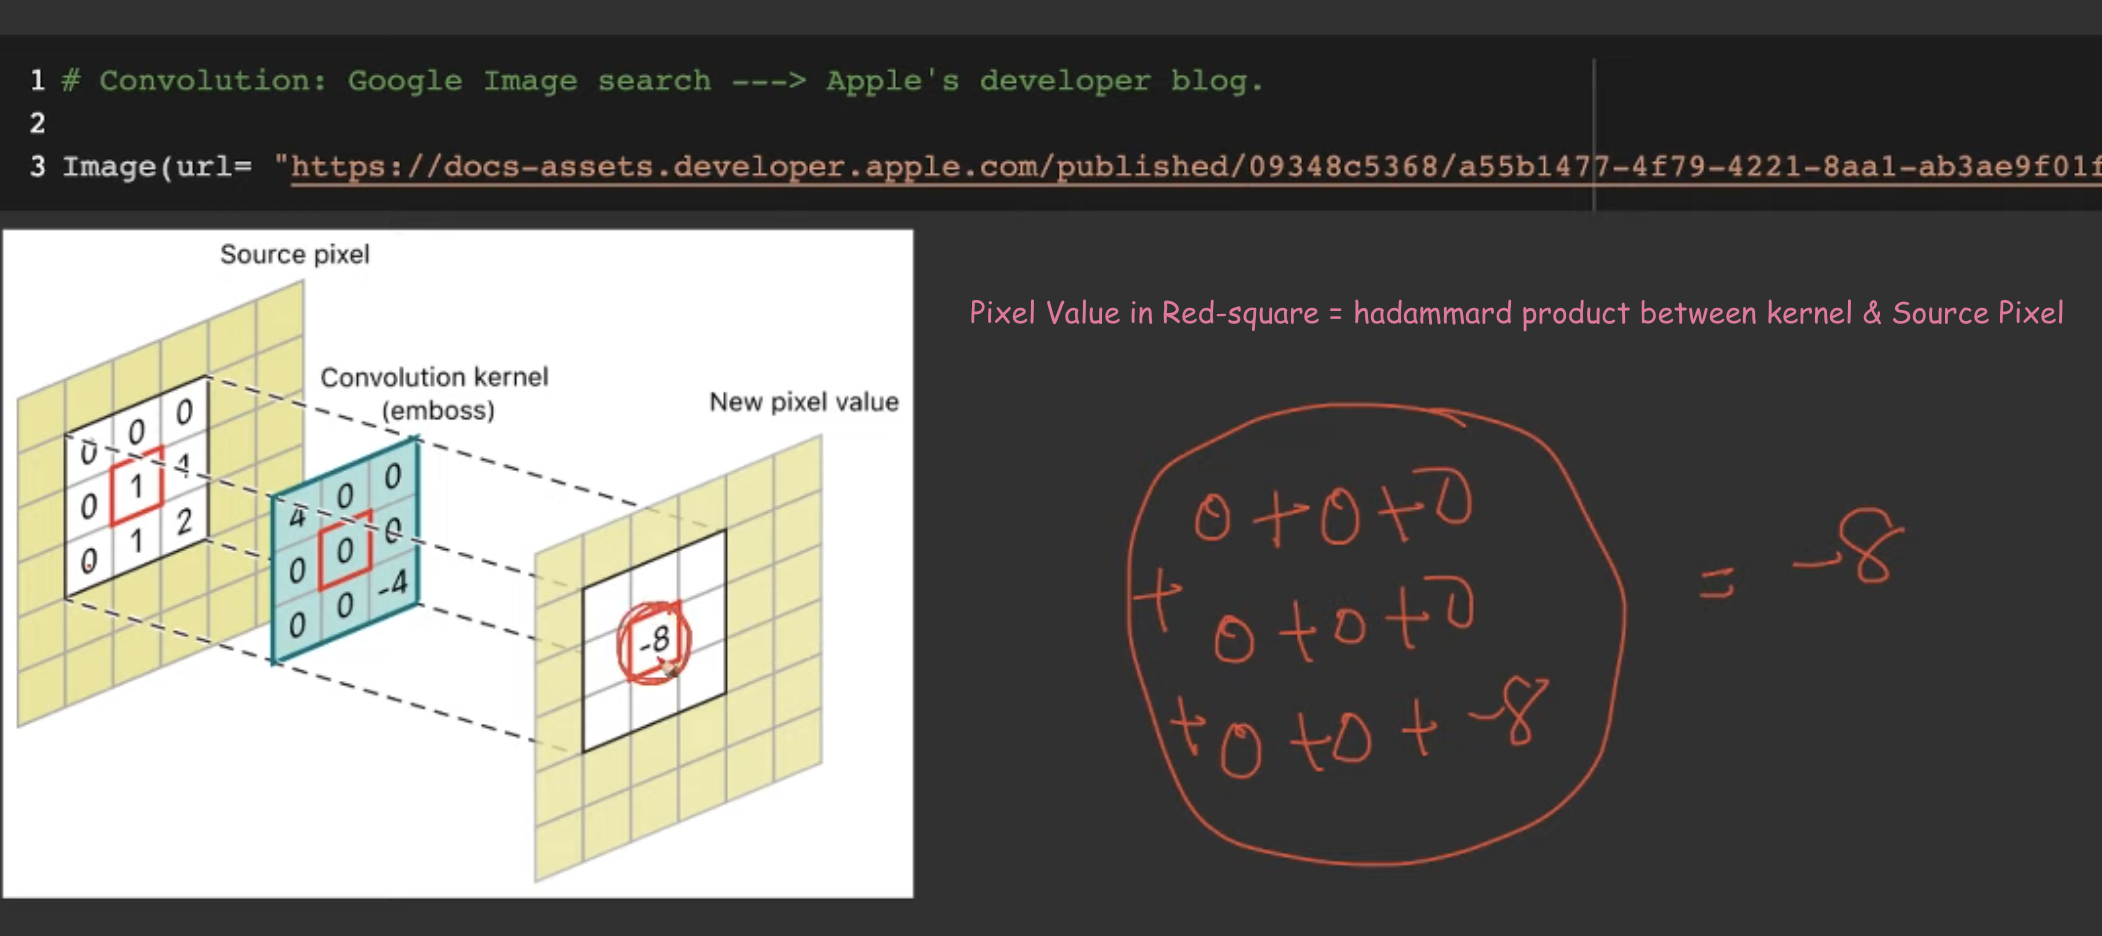 1 # Convolution: Google Image search ---> Apple's developer blog.
2
3 Image(url= "https://docs-assets.developer.apple.com/published/09348c5368/a55b1477-4f79-4221-8aa1-ab3ae9f01f
Source pixel
Convolution kernel
(emboss)
New pixel value
0 0 0
0 1 1
0 1 2
4 0 0
0 0 0
0 0 -4
-8
Pixel Value in Red-square = hadammard product between kernel & Source Pixel
0+0+0
+ 0+0+0
+0+0+-8
= -8